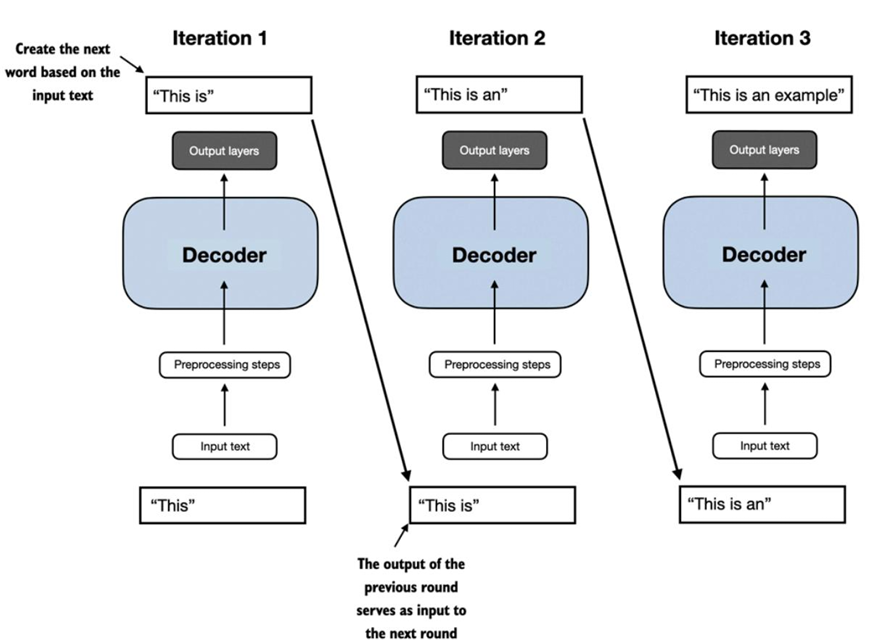 Iteration 1
Iteration 2
Iteration 3
Create the next
word based on the
input text
“This is”
“This is an”
“This is an example”
Output layers
Output layers
Output layers
Decoder
Decoder
Decoder
Preprocessing steps
Preprocessing steps
Preprocessing steps
Input text
Input text
Input text
“This”
“This is”
“This is an”
The output of the
previous round
serves as input to
the next round